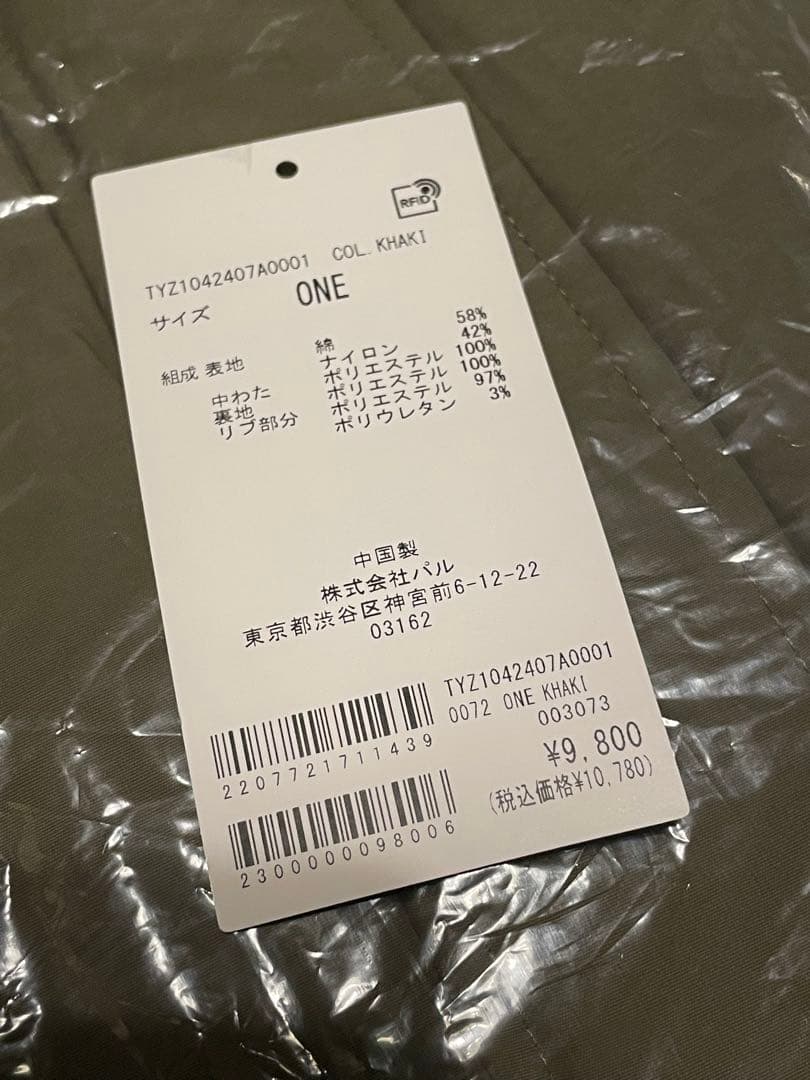 RFID
TYZ1042407A0001 COL.KHAKI
サイズ ONE
組成 表地 綿 58%
ナイロン 42%
中わた ポリエステル 100%
裏地 ポリエステル 100%
リブ部分 ポリエステル 97%
ポリウレタン 3%
中国製
株式会社パル
東京都渋谷区神宮前6-12-22
03162
TYZ1042407A0001
0072 ONE KHAKI
003073
2207721711439
¥9,800
(税込価格¥10,780)
2300000098006